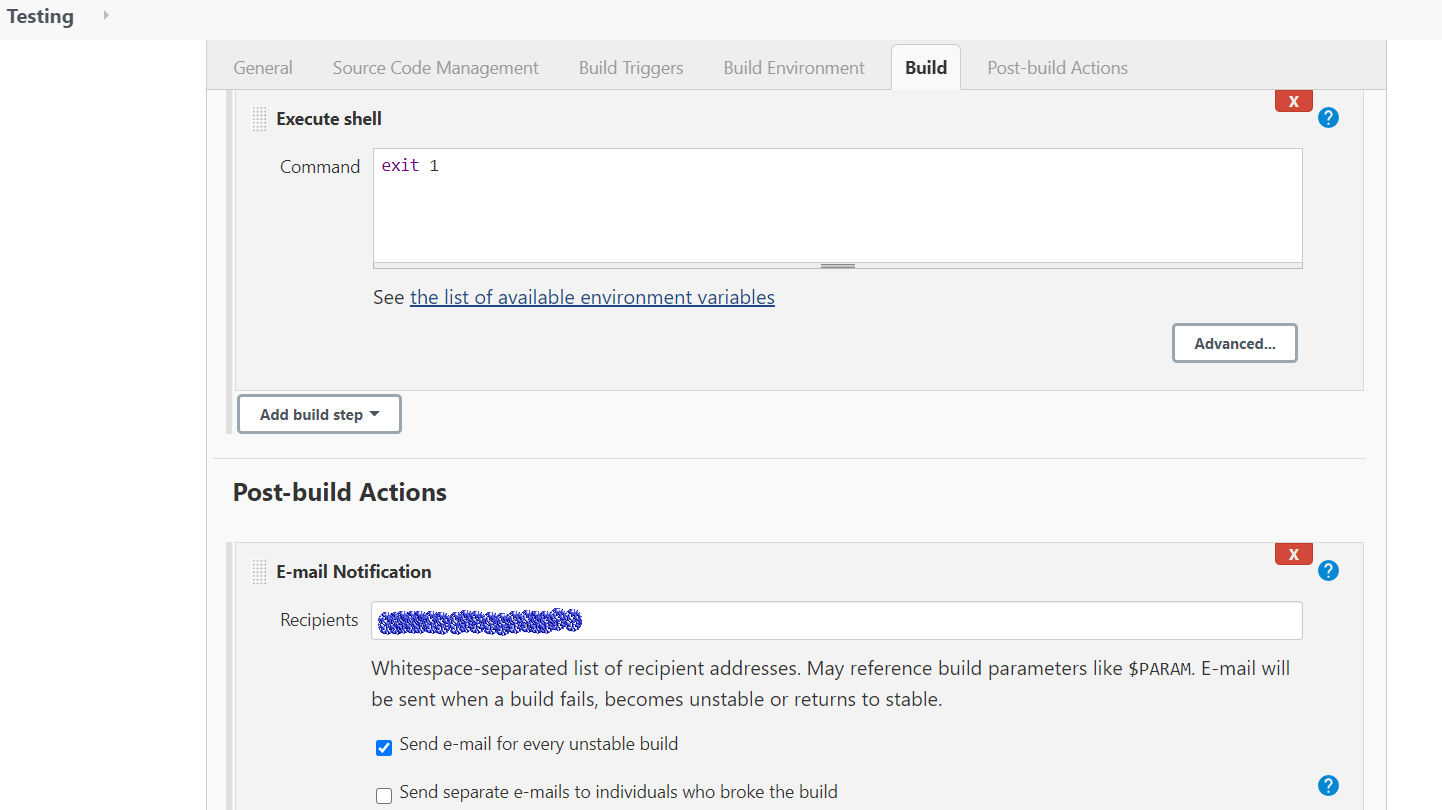 Testing
General Source Code Management Build Triggers Build Environment Build Post-build Actions
X
Execute shell
?
Command
exit 1
See the list of available environment variables
Advanced...
Add build step
Post-build Actions
X
E-mail Notification
?
Recipients
Whitespace-separated list of recipient addresses. May reference build parameters like $PARAM. E-mail will
be sent when a build fails, becomes unstable or returns to stable.
Send e-mail for every unstable build
Send separate e-mails to individuals who broke the build
?